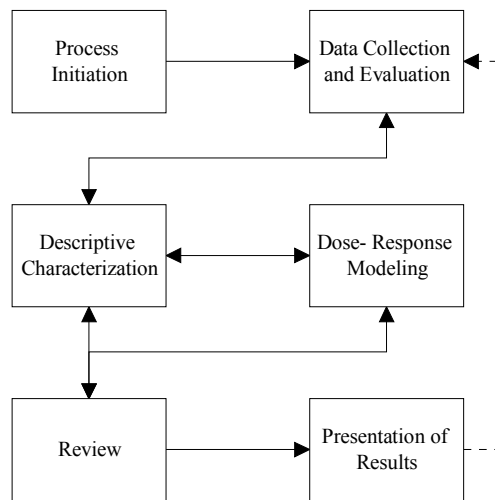 Process
Initiation
Data Collection
and Evaluation
Descriptive
Characterization
Dose- Response
Modeling
Review
Presentation of
Results